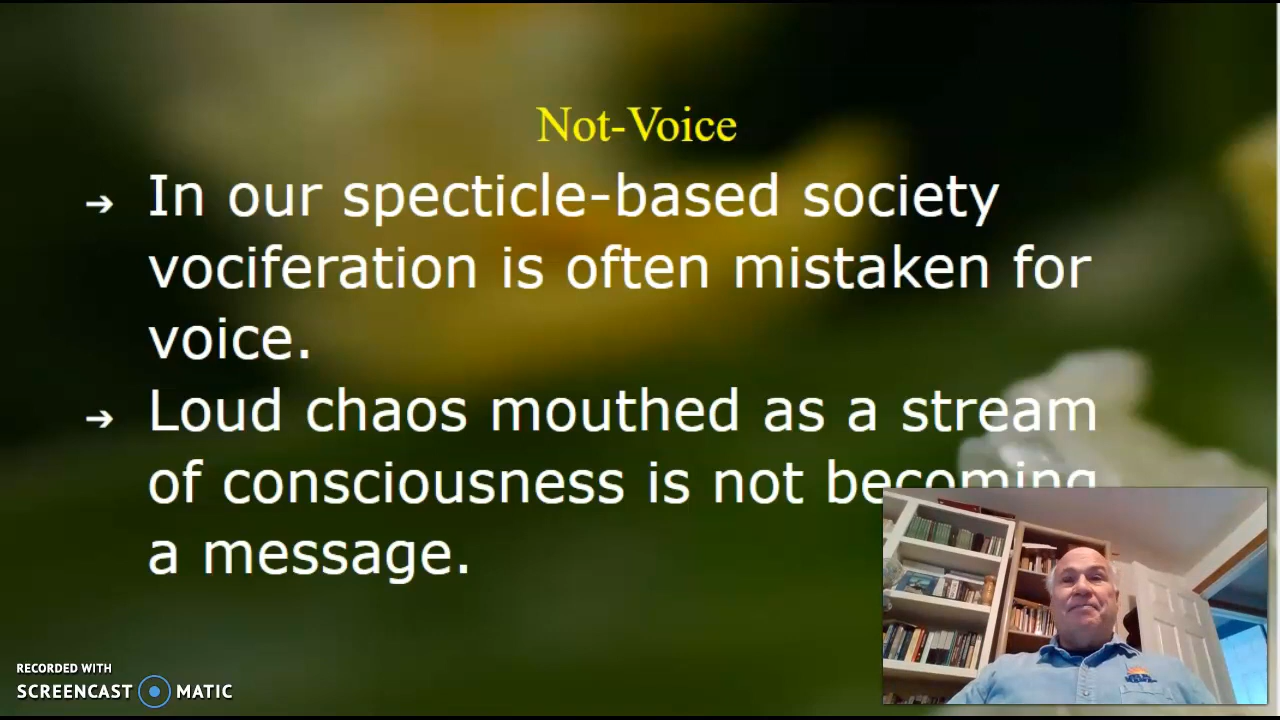 Not-Voice
➔ In our specticle-based society
vociferation is often mistaken for
voice.
➔ Loud chaos mouthed as a stream
of consciousness is not becoming
a message.
RECORDED WITH
SCREENCAST MATIC